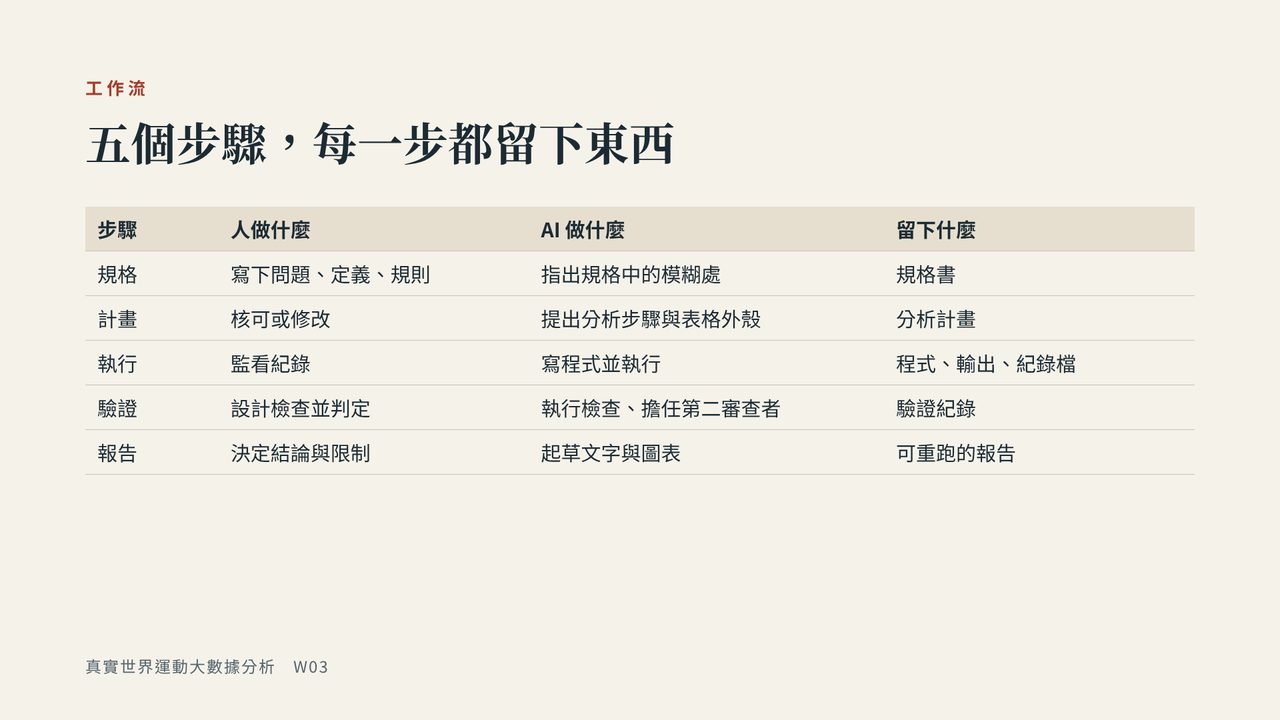 工作流
五個步驟，每一步都留下東西
步驟 人做什麼 AI 做什麼 留下什麼
規格 寫下問題、定義、規則 指出規格中的模糊處 規格書
計畫 核可或修改 提出分析步驟與表格外殼 分析計畫
執行 監看紀錄 寫程式並執行 程式、輸出、紀錄檔
驗證 設計檢查並判定 執行檢查、擔任第二審查者 驗證紀錄
報告 決定結論與限制 起草文字與圖表 可重跑的報告
真實世界運動大數據分析 W03